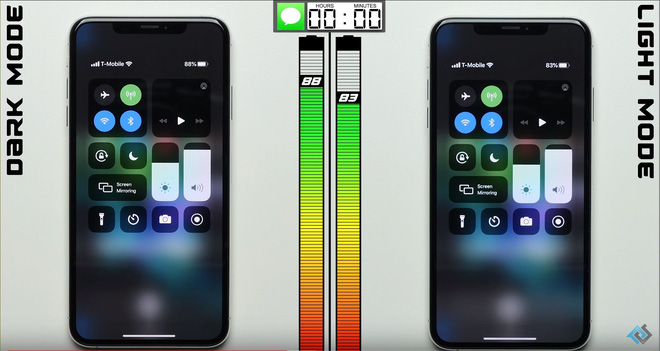 DARK MODE
HOURS MINUTES
00:00
LIGHT MODE
T-Mobile 88%
88
83
T-Mobile 83%
Screen
Mirroring
Screen
Mirroring